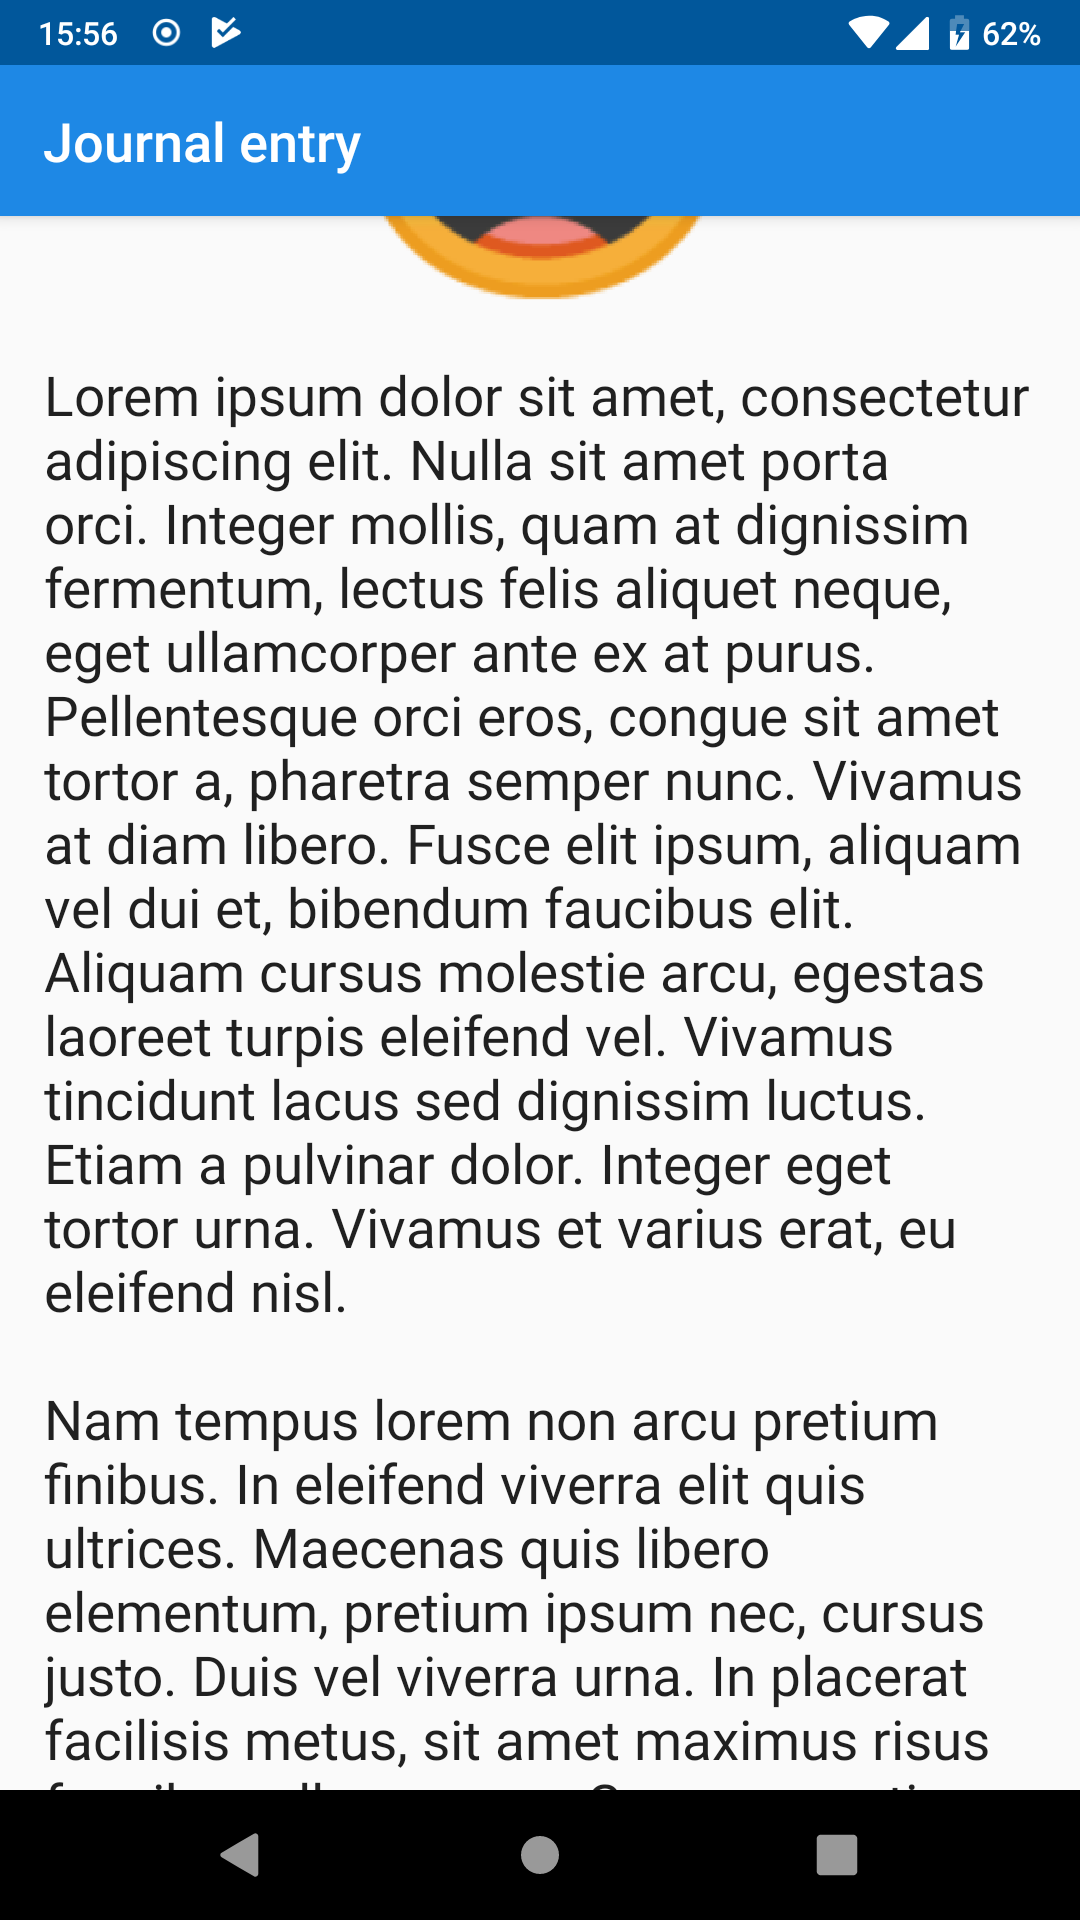 15:56 62%
Journal entry
Lorem ipsum dolor sit amet, consectetur
adipiscing elit. Nulla sit amet porta
orci. Integer mollis, quam at dignissim
fermentum, lectus felis aliquet neque,
eget ullamcorper ante ex at purus.
Pellentesque orci eros, congue sit amet
tortor a, pharetra semper nunc. Vivamus
at diam libero. Fusce elit ipsum, aliquam
vel dui et, bibendum faucibus elit.
Aliquam cursus molestie arcu, egestas
laoreet turpis eleifend vel. Vivamus
tincidunt lacus sed dignissim luctus.
Etiam a pulvinar dolor. Integer eget
tortor urna. Vivamus et varius erat, eu
eleifend nisl.
Nam tempus lorem non arcu pretium
finibus. In eleifend viverra elit quis
ultrices. Maecenas quis libero
elementum, pretium ipsum nec, cursus
justo. Duis vel viverra urna. In placerat
facilisis metus, sit amet maximus risus